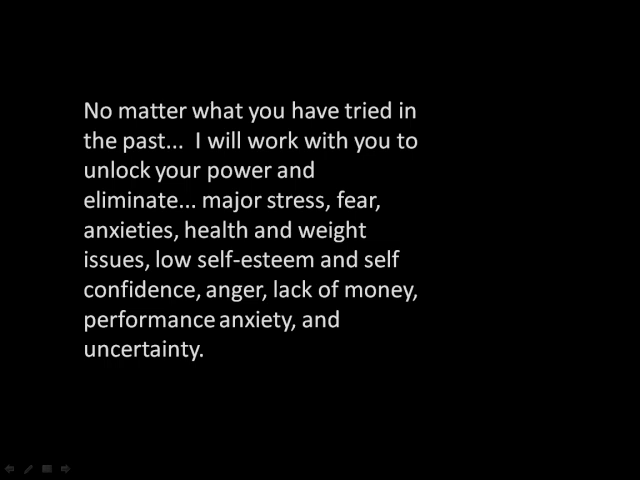 No matter what you have tried in
the past...  I will work with you to
unlock your power and
eliminate... major stress, fear,
anxieties, health and weight
issues, low self-esteem and self
confidence, anger, lack of money,
performance anxiety, and
uncertainty.